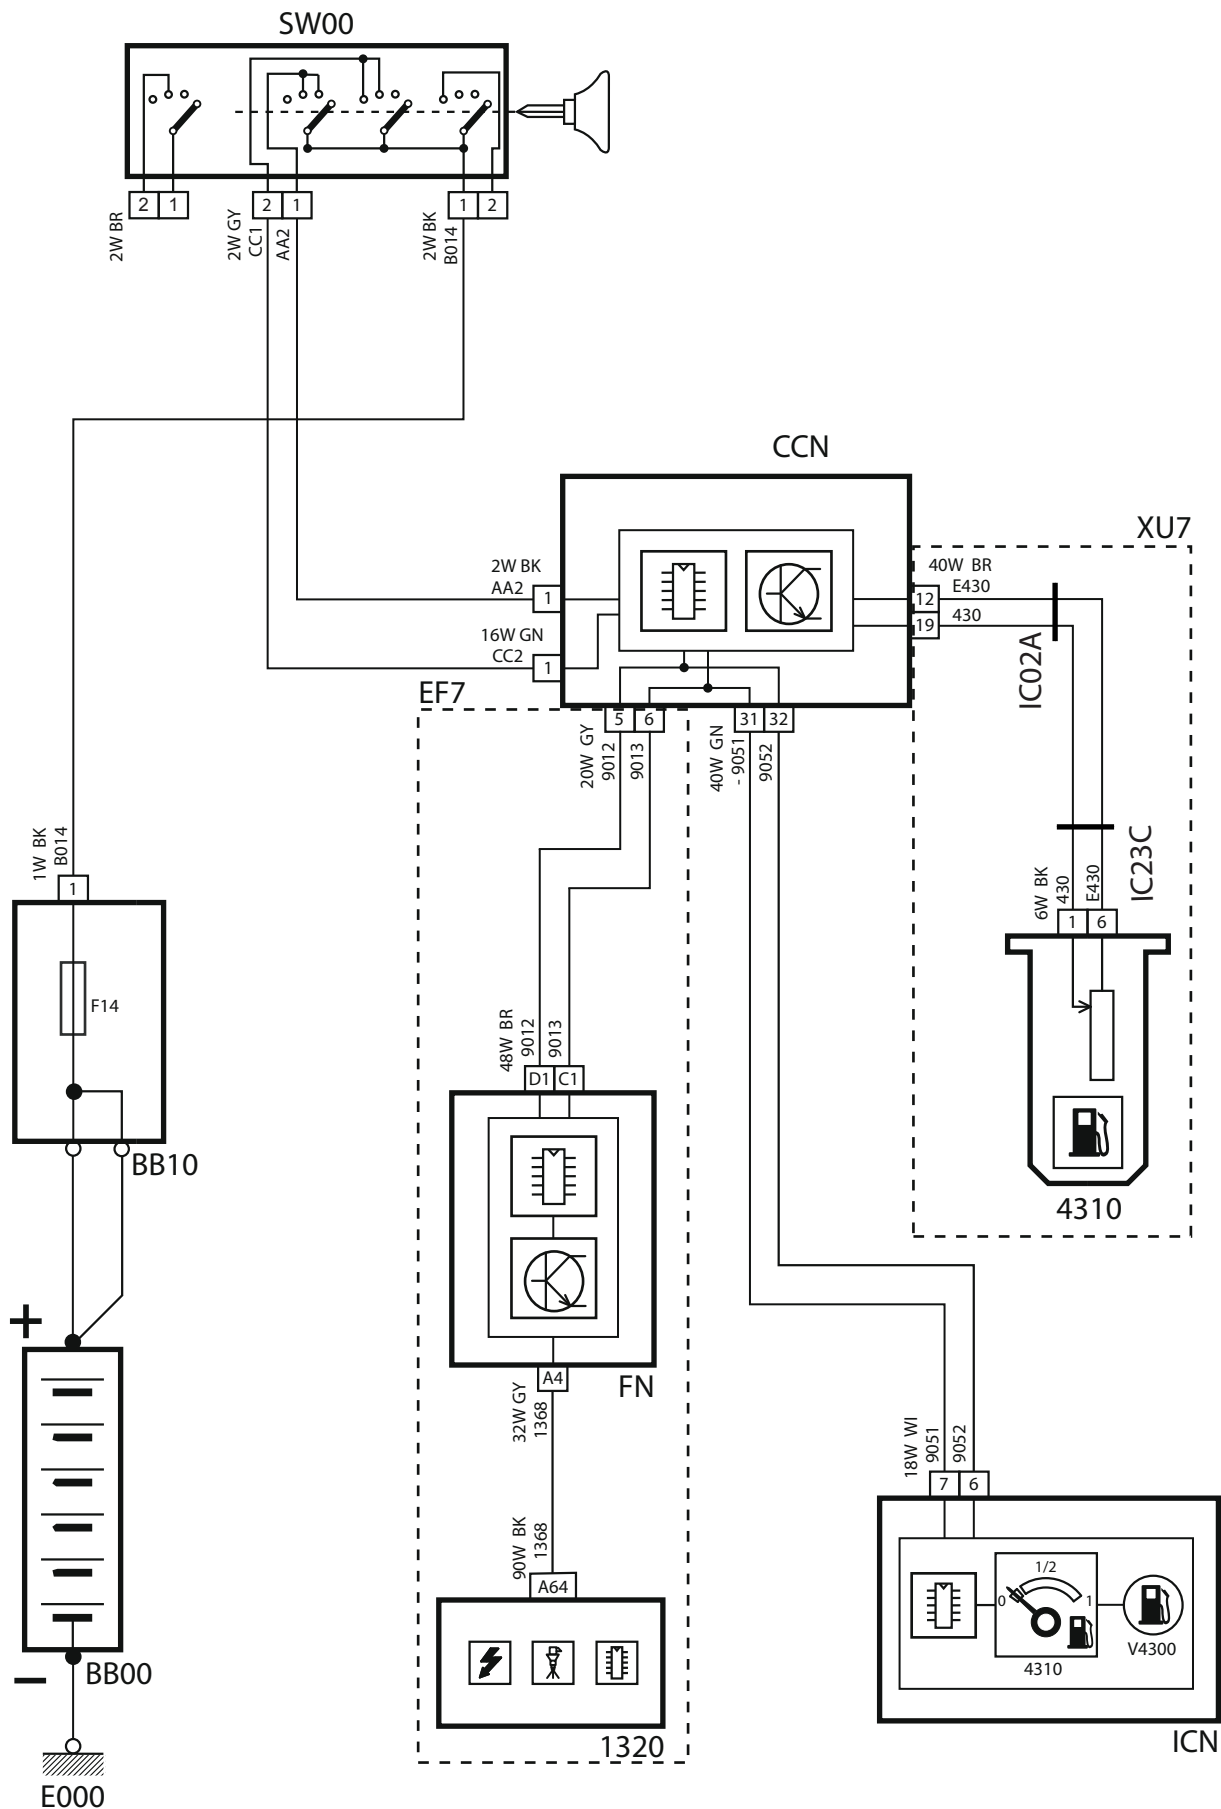 SW00
2 1
2 1
1 2
2W BR
2W GY
CC1
AA2
2W BK
B014
CCN
XU7
2W BK
AA2
1
16W GN
CC2
1
40W BR
12
E430
19
430
IC02A
EF7
5 6
31 32
20W GY
9012
9013
40W GN
- 9051
9052
1W BK
B014
1
F14
BB10
IC23C
6W BK
430
E430
1 6
4310
48W BR
9012
9013
D1 C1
A4
FN
32W GY
1368
+
BB00
−
E000
90W BK
1368
A64
1320
18W WI
9051
9052
7 6
1/2
0
1
4310
V4300
ICN